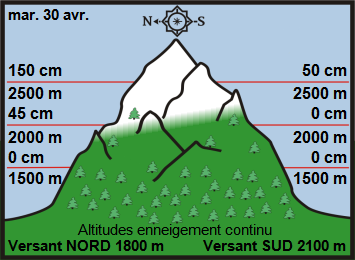 mar. 30 avr.
N S
150 cm 50 cm
2500 m 2500 m
45 cm 0 cm
2000 m 2000 m
0 cm 0 cm
1500 m 1500 m
Altitudes enneigement continu
Versant NORD 1800 m Versant SUD 2100 m